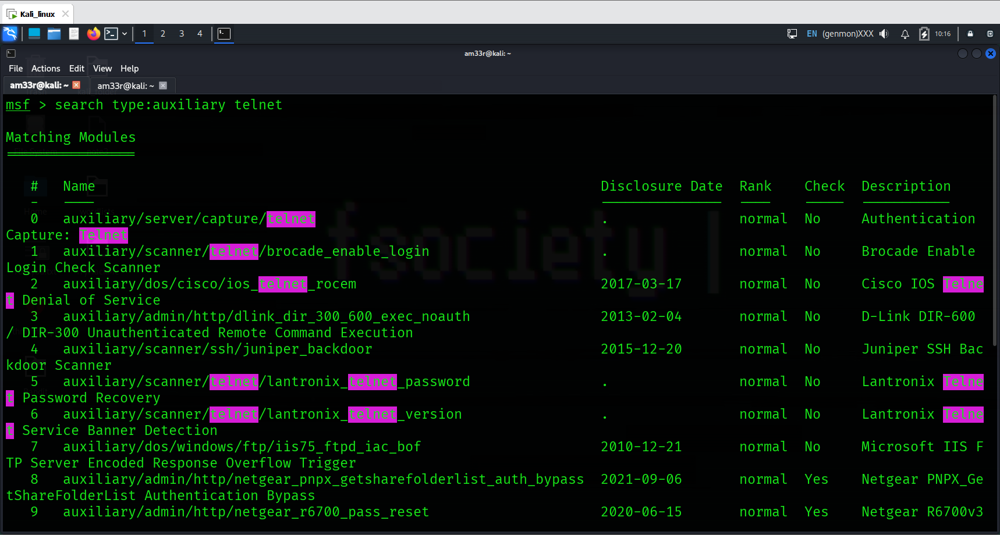 Kali_linux
1 2 3 4 EN (genmon)XXX 10:16
am33r@kali: ~
File Actions Edit View Help
am33r@kali: ~ am33r@kali: ~
msf > search type:auxiliary telnet
Matching Modules
================
# Name Disclosure Date Rank Check Description
- ---- --------------- ---- ----- -----------
0 auxiliary/server/capture/telnet . normal No Authentication
Capture: Telnet
1 auxiliary/scanner/telnet/brocade_enable_login . normal No Brocade Enable
Login Check Scanner
2 auxiliary/dos/cisco/ios_telnet_rocem 2017-03-17 normal No Cisco IOS Telne
t Denial of Service
3 auxiliary/admin/http/dlink_dir_300_600_exec_noauth 2013-02-04 normal No D-Link DIR-600
/ DIR-300 Unauthenticated Remote Command Execution
4 auxiliary/scanner/ssh/juniper_backdoor 2015-12-20 normal No Juniper SSH Bac
kdoor Scanner
5 auxiliary/scanner/telnet/lantronix_telnet_password . normal No Lantronix Telne
t Password Recovery
6 auxiliary/scanner/telnet/lantronix_telnet_version . normal No Lantronix Telne
t Service Banner Detection
7 auxiliary/dos/windows/ftp/iis75_ftpd_iac_bof 2010-12-21 normal No Microsoft IIS F
TP Server Encoded Response Overflow Trigger
8 auxiliary/admin/http/netgear_pnpx_getsharefolderlist_auth_bypass 2021-09-06 normal Yes Netgear PNPX_Ge
tShareFolderList Authentication Bypass
9 auxiliary/admin/http/netgear_r6700_pass_reset 2020-06-15 normal Yes Netgear R6700v3
fsociety